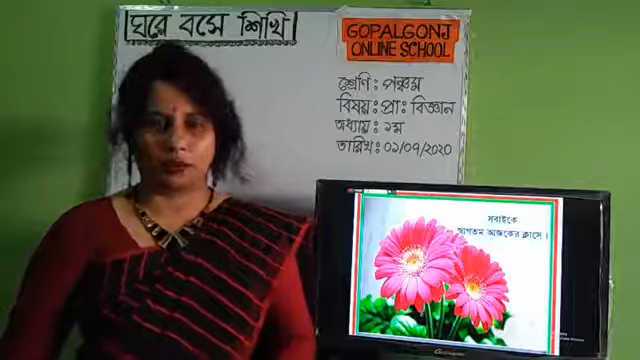 ঘরে বসে শিখি
GOPALGONJ
ONLINE SCHOOL
শ্রেণি: পঞ্চম
বিষয়: প্রা: বিজ্ঞান
অধ্যায়: ১ম
তারিখ: ০১/০৭/২০২০
সবাইকে
স্বাগতম আজকের ক্লাসে ।